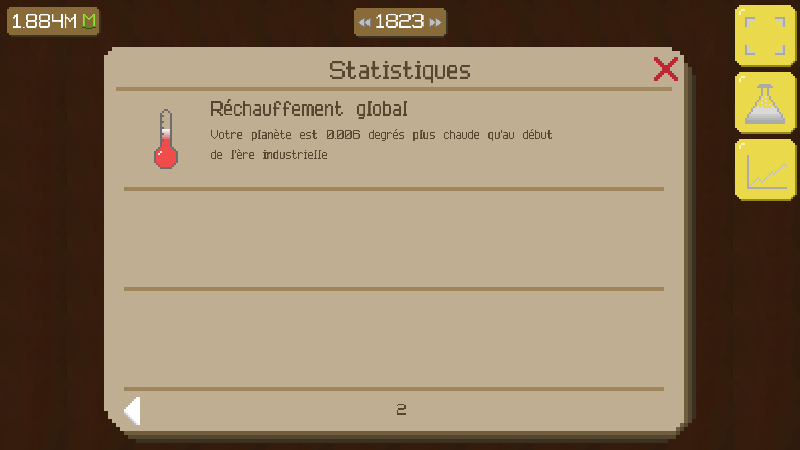 1.884M M
1823
Statistiques
Réchauffement global
Votre planète est 0.006 degrés plus chaude qu'au début
de l'ère industrielle
2